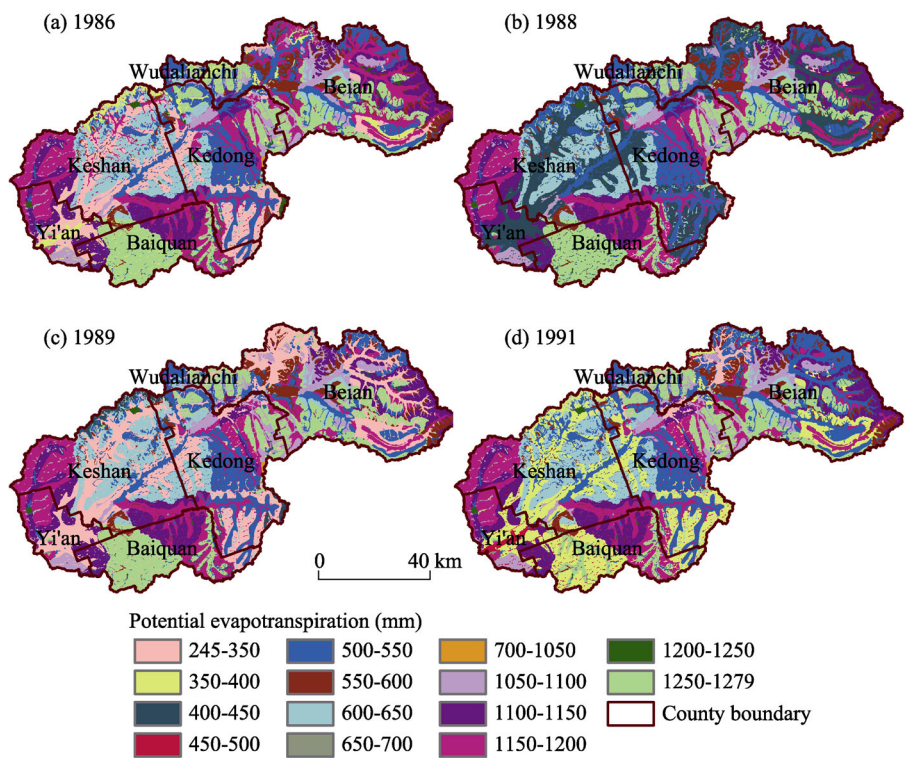 (a) 1986
Wudalianchi
Beian
Keshan
Kedong
Yi'an
Baiquan
(b) 1988
Wudalianchi
Beian
Keshan
Kedong
Yi'an
Baiquan
(c) 1989
Wudalianchi
Beian
Keshan
Kedong
Yi'an
Baiquan
(d) 1991
Wudalianchi
Beian
Keshan
Kedong
Yi'an
Baiquan
0 40 km
Potential evapotranspiration (mm)
245-350 500-550 700-1050 1200-1250
350-400 550-600 1050-1100 1250-1279
400-450 600-650 1100-1150 County boundary
450-500 650-700 1150-1200